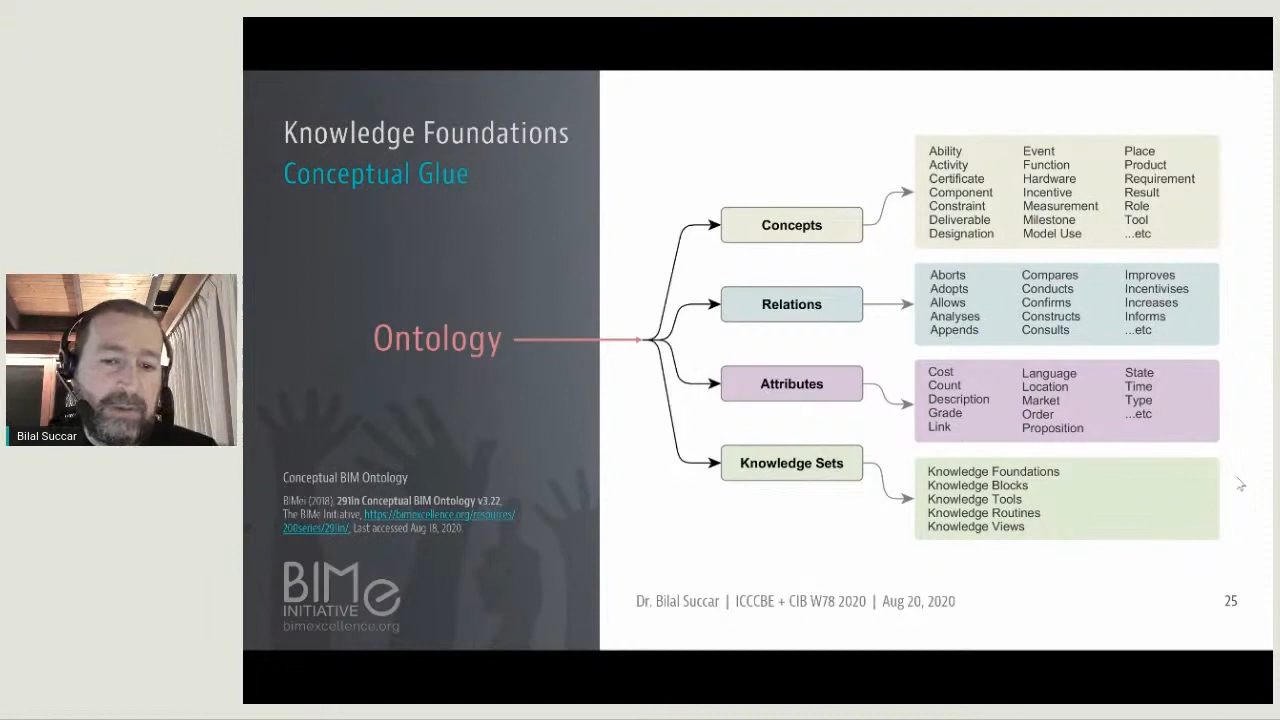 Knowledge Foundations
Conceptual Glue
Ontology
Conceptual BIM Ontology
BIMei (2018), 291in Conceptual BIM Ontology v3.22,
The BIMe Initiative, https://bimexcellence.org/resources/
200series/291in/, Last accessed Aug 18, 2020.
BIMe
INITIATIVE
bimexcellence.org
Bilal Succar
Concepts
Ability
Activity
Certificate
Component
Constraint
Deliverable
Designation
Event
Function
Hardware
Incentive
Measurement
Milestone
Model Use
Place
Product
Requirement
Result
Role
Tool
...etc
Relations
Aborts
Adopts
Allows
Analyses
Appends
Compares
Conducts
Confirms
Constructs
Consults
Improves
Incentivises
Increases
Informs
...etc
Attributes
Cost
Count
Description
Grade
Link
Language
Location
Market
Order
Proposition
State
Time
Type
...etc
Knowledge Sets
Knowledge Foundations
Knowledge Blocks
Knowledge Tools
Knowledge Routines
Knowledge Views
Dr. Bilal Succar | ICCCBE + CIB W78 2020 | Aug 20, 2020
25